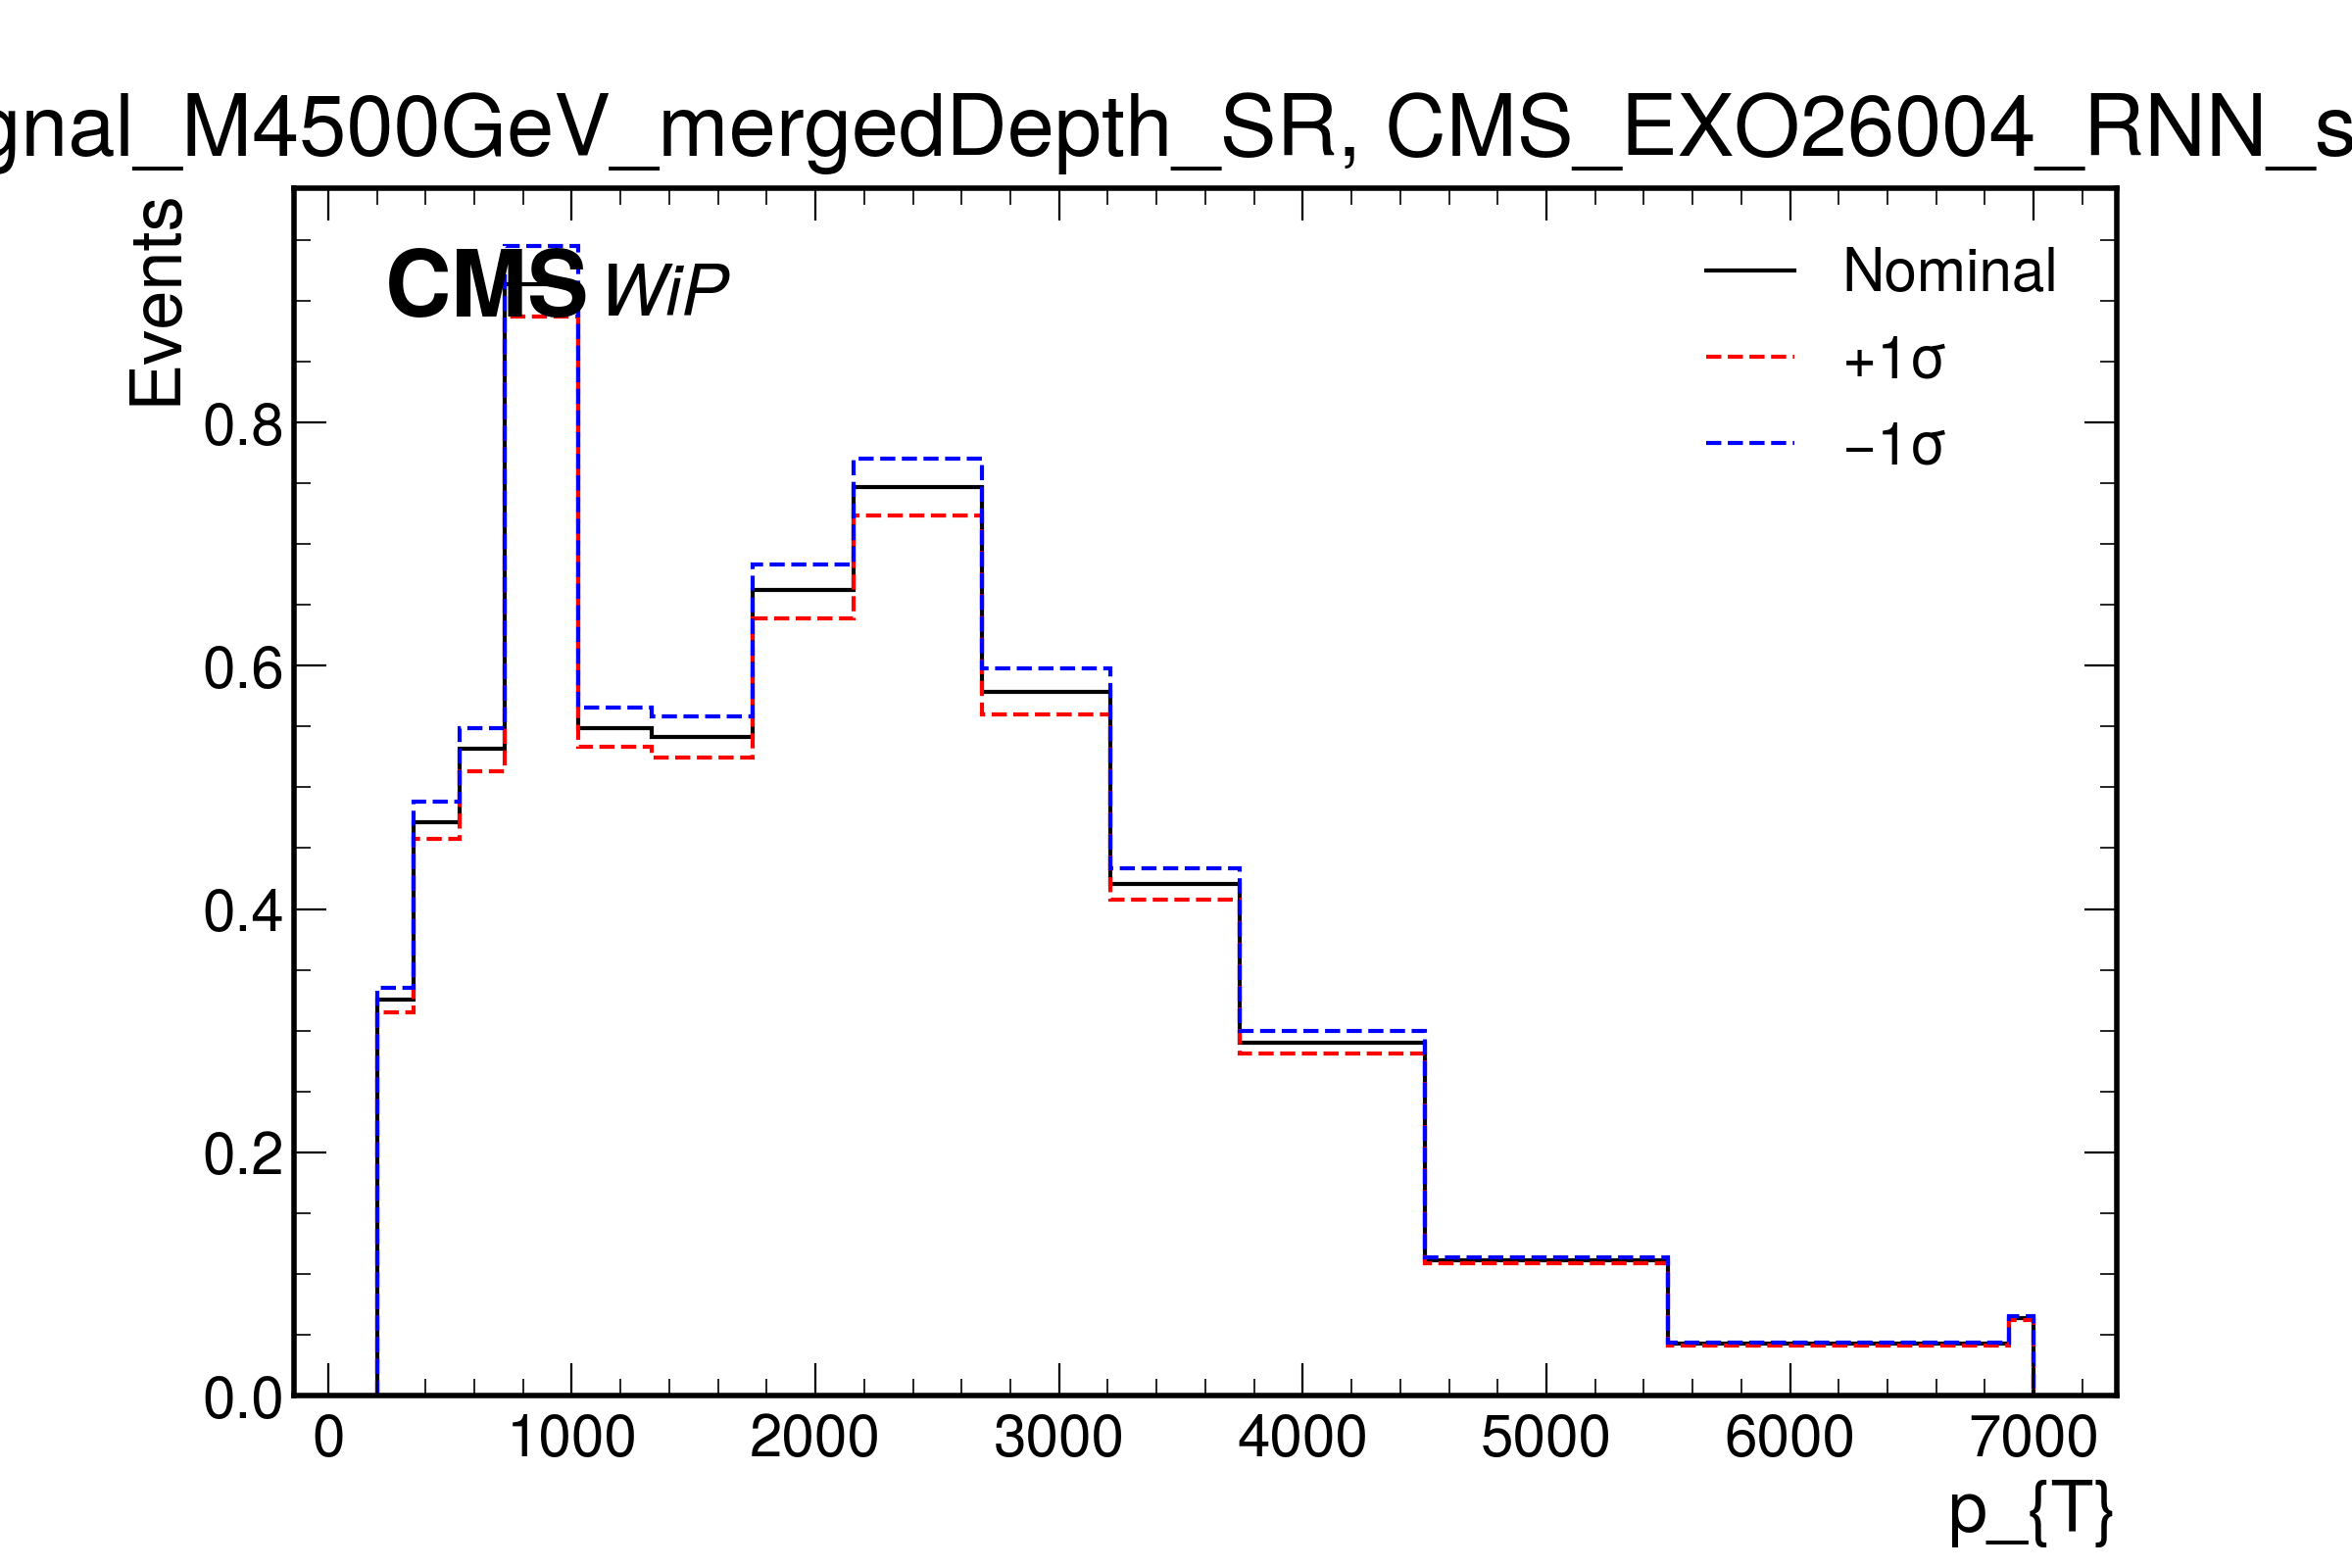 gnal_M4500GeV_mergedDepth_SR, CMS_EXO26004_RNN_s
Events
CMS WiP
Nominal
+1σ
−1σ
0.8
0.6
0.4
0.2
0.0
0 1000 2000 3000 4000 5000 6000 7000
p_{T}